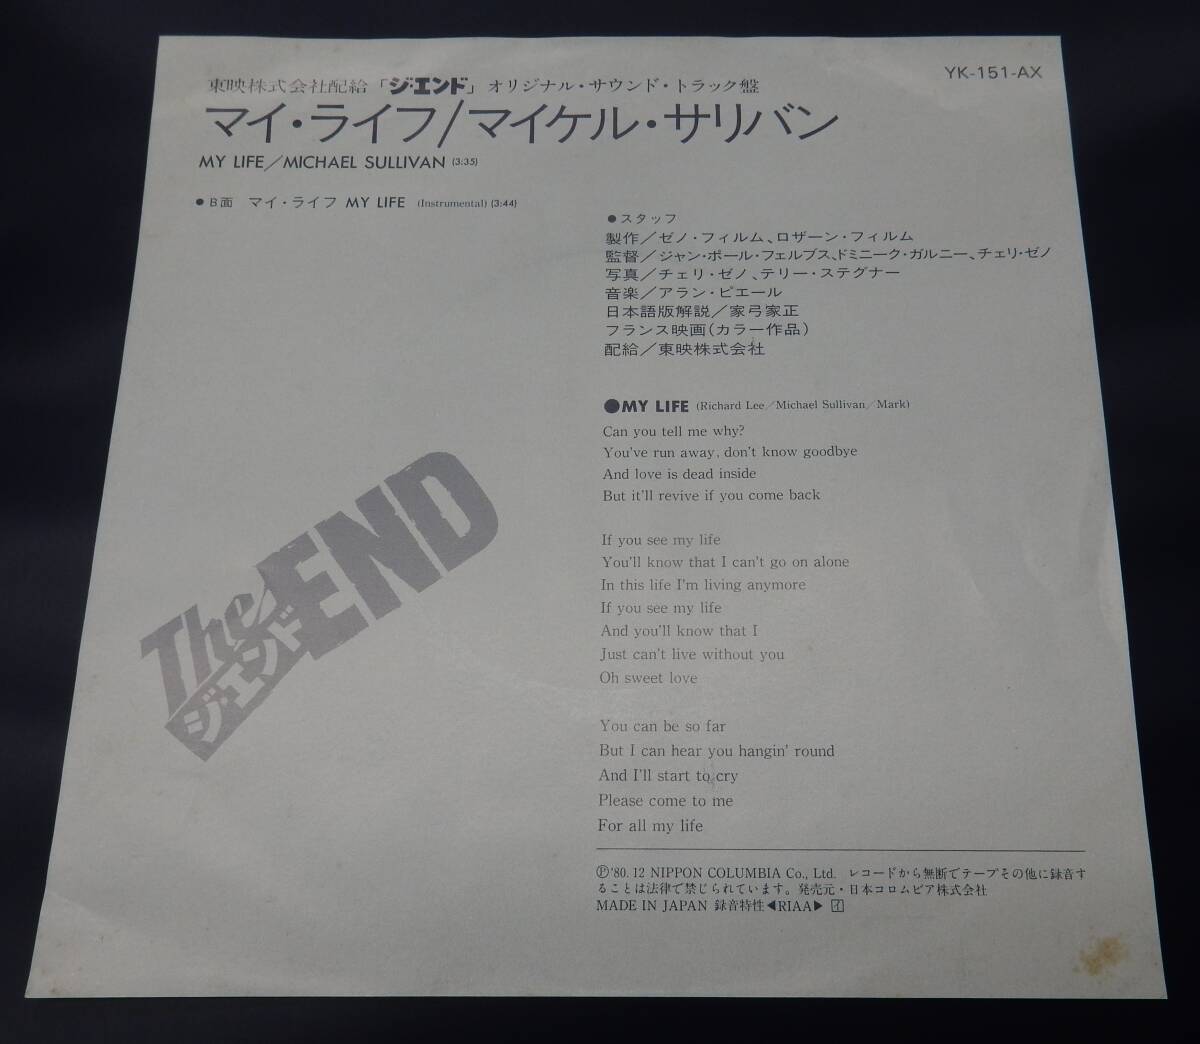 YK-151-AX
東映株式会社配給「ジ・エンド」オリジナル・サウンド・トラック盤
マイ・ライフ/マイケル・サリバン
MY LIFE/MICHAEL SULLIVAN (3:35)
● B面 マイ・ライフ MY LIFE (Instrumental) (3:44)
● スタッフ
製作/ゼノ・フィルム、ロザーン・フィルム
監督/ジャン・ポール・フェルブス、ドミニーク・ガルニー、チェリ・ゼノ
写真/チェリ・ゼノ、テリー・ステグナー
音楽/アラン・ピエール
日本語版解説/家弓家正
フランス映画(カラー作品)
配給/東映株式会社
●MY LIFE (Richard Lee/Michael Sullivan/Mark)
Can you tell me why?
You've run away, don't know goodbye
And love is dead inside
But it'll revive if you come back
If you see my life
You'll know that I can't go on alone
In this life I'm living anymore
If you see my life
And you'll know that I
Just can't live without you
Oh sweet love
You can be so far
But I can hear you hangin' round
And I'll start to cry
Please come to me
For all my life
The END
ジ・エンド
Ⓟ'80. 12 NIPPON COLUMBIA Co., Ltd. レコードから無断でテープその他に録音す
ることは法律で禁じられています。発売元・日本コロムビア株式会社
MADE IN JAPAN 録音特性◀RIAA▶ イ